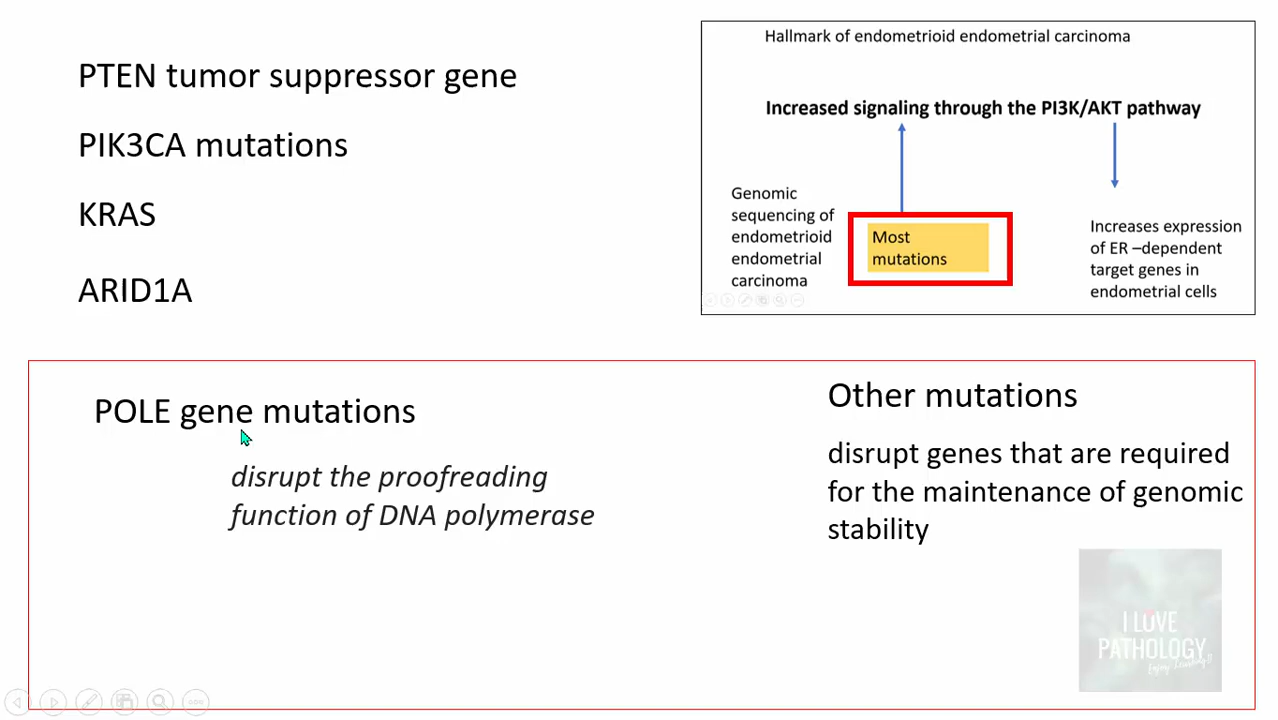 PTEN tumor suppressor gene
PIK3CA mutations
KRAS
ARID1A
Hallmark of endometrioid endometrial carcinoma
Increased signaling through the PI3K/AKT pathway
Genomic
sequencing of
endometrioid
endometrial
carcinoma
Most
mutations
Increases expression
of ER –dependent
target genes in
endometrial cells
POLE gene mutations
disrupt the proofreading
function of DNA polymerase
Other mutations
disrupt genes that are required
for the maintenance of genomic
stability
I LOVE
PATHOLOGY
Enjoy Learning!!